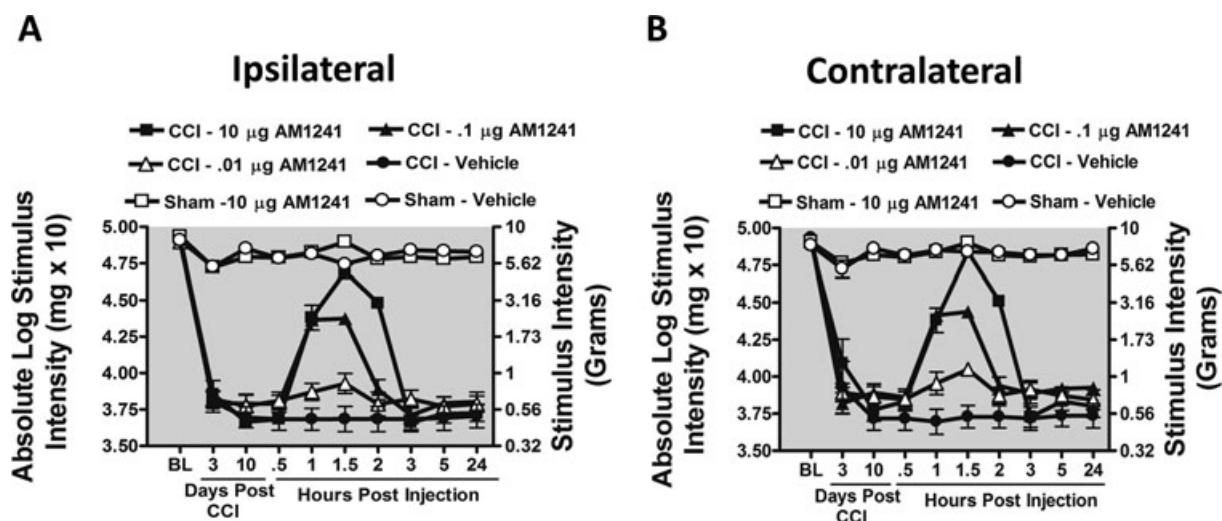 A
Ipsilateral
CCI - 10 μg AM1241
CCI - .1 μg AM1241
CCI - .01 μg AM1241
CCI - Vehicle
Sham -10 μg AM1241
Sham - Vehicle
Absolute Log Stimulus
Intensity (mg x 10)
5.00
4.75
4.50
4.25
4.00
3.75
3.50
10
5.62
3.16
1.73
1
0.56
0.32
Stimulus Intensity
(Grams)
BL 3 10 .5 1 1.5 2 3 5 24
Days Post
CCI
Hours Post Injection
B
Contralateral
CCI - 10 μg AM1241
CCI - .1 μg AM1241
CCI - .01 μg AM1241
CCI - Vehicle
Sham - 10 μg AM1241
Sham - Vehicle
Absolute Log Stimulus
Intensity (mg x 10)
5.00
4.75
4.50
4.25
4.00
3.75
3.50
10
5.62
3.16
1.73
1
0.56
0.32
Stimulus Intensity
(Grams)
BL 3 10 .5 1 1.5 2 3 5 24
Days Post
CCI
Hours Post Injection